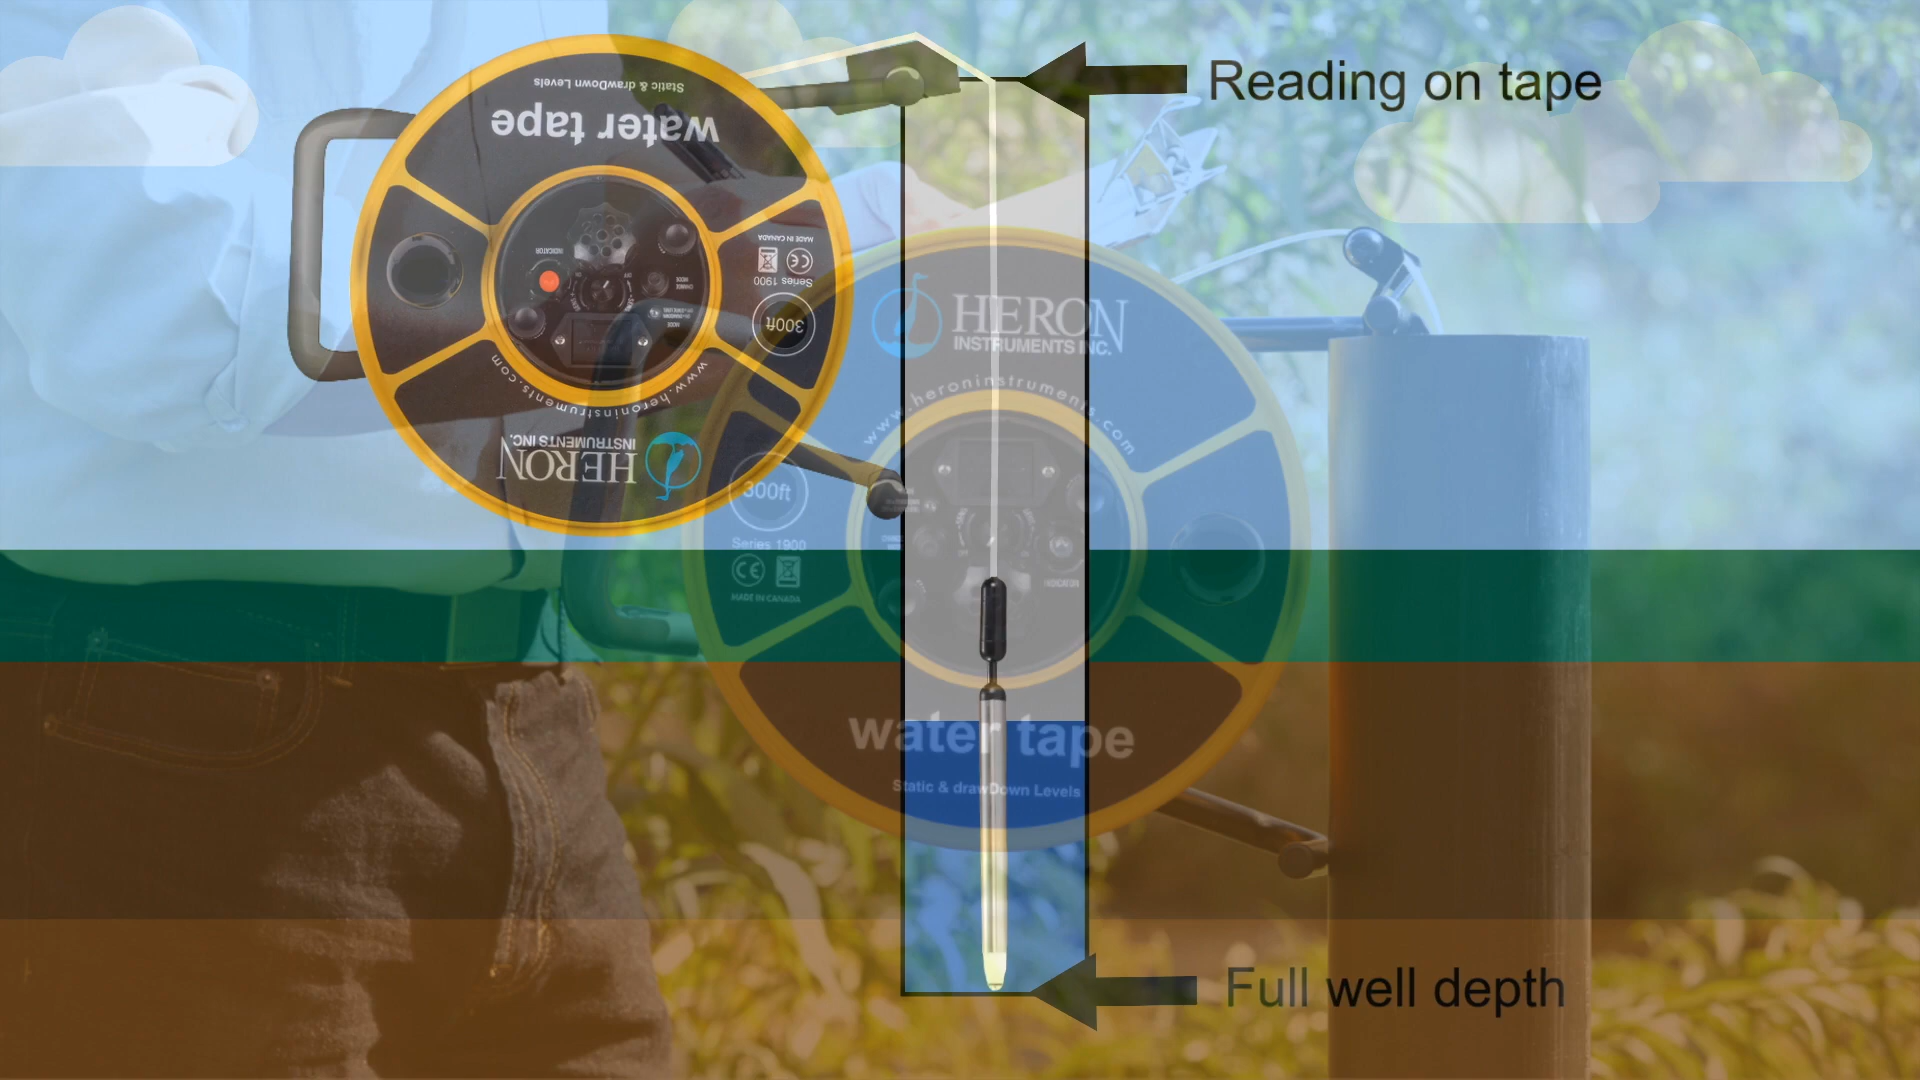 Reading on tape
Static & drawDown Levels
water tape
INDICATOR
MADE IN CANADA
Series 1900
300ft
www.heroninstruments.com
HERON
INSTRUMENTS INC.
HERON
INSTRUMENTS INC.
www.heroninstruments.com
300ft
Series 1900
MADE IN CANADA
INDICATOR
water tape
Static & drawDown Levels
Full well depth